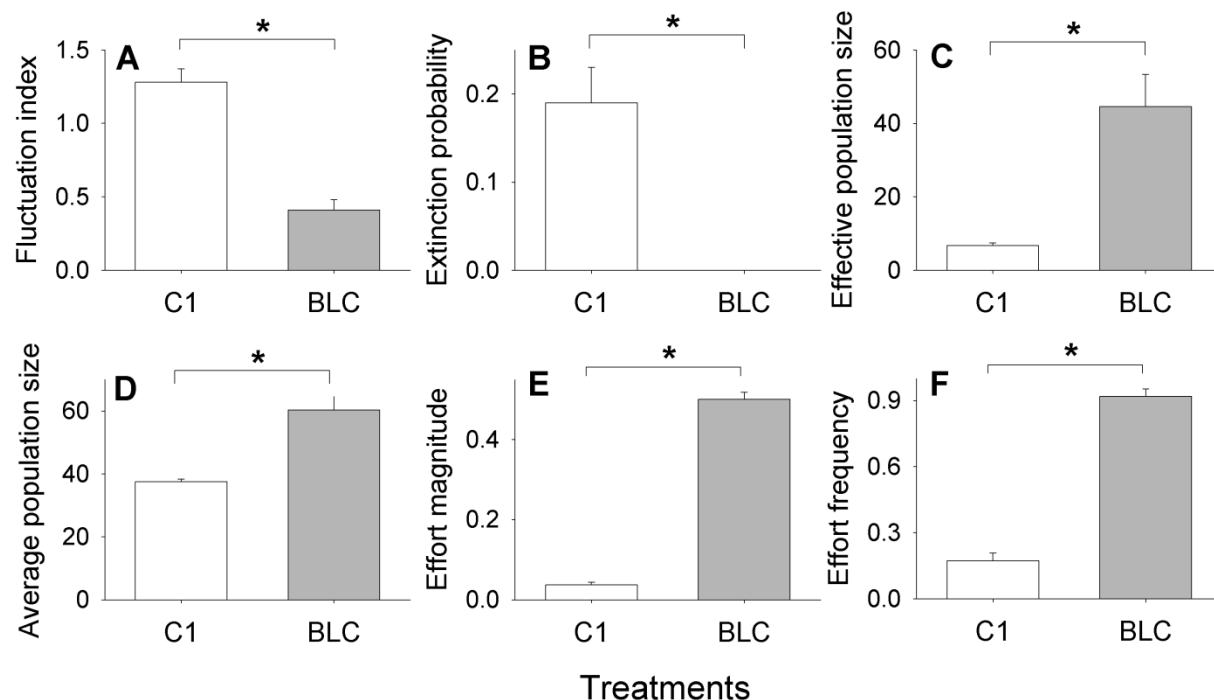 A
Fluctuation index
1.5
1.0
0.5
0.0
*
C1 BLC
B
Extinction probability
0.2
0.1
0.0
*
C1 BLC
C
Effective population size
60
40
20
0
*
C1 BLC
D
Average population size
60
40
20
0
*
C1 BLC
E
Effort magnitude
0.4
0.2
0.0
*
C1 BLC
F
Effort frequency
0.9
0.6
0.3
0.0
*
C1 BLC
Treatments